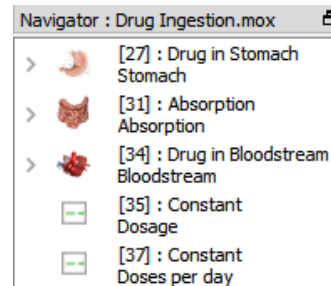 Navigator : Drug Ingestion.mox
[27] : Drug in Stomach
Stomach
[31] : Absorption
Absorption
[34] : Drug in Bloodstream
Bloodstream
[35] : Constant
Dosage
[37] : Constant
Doses per day